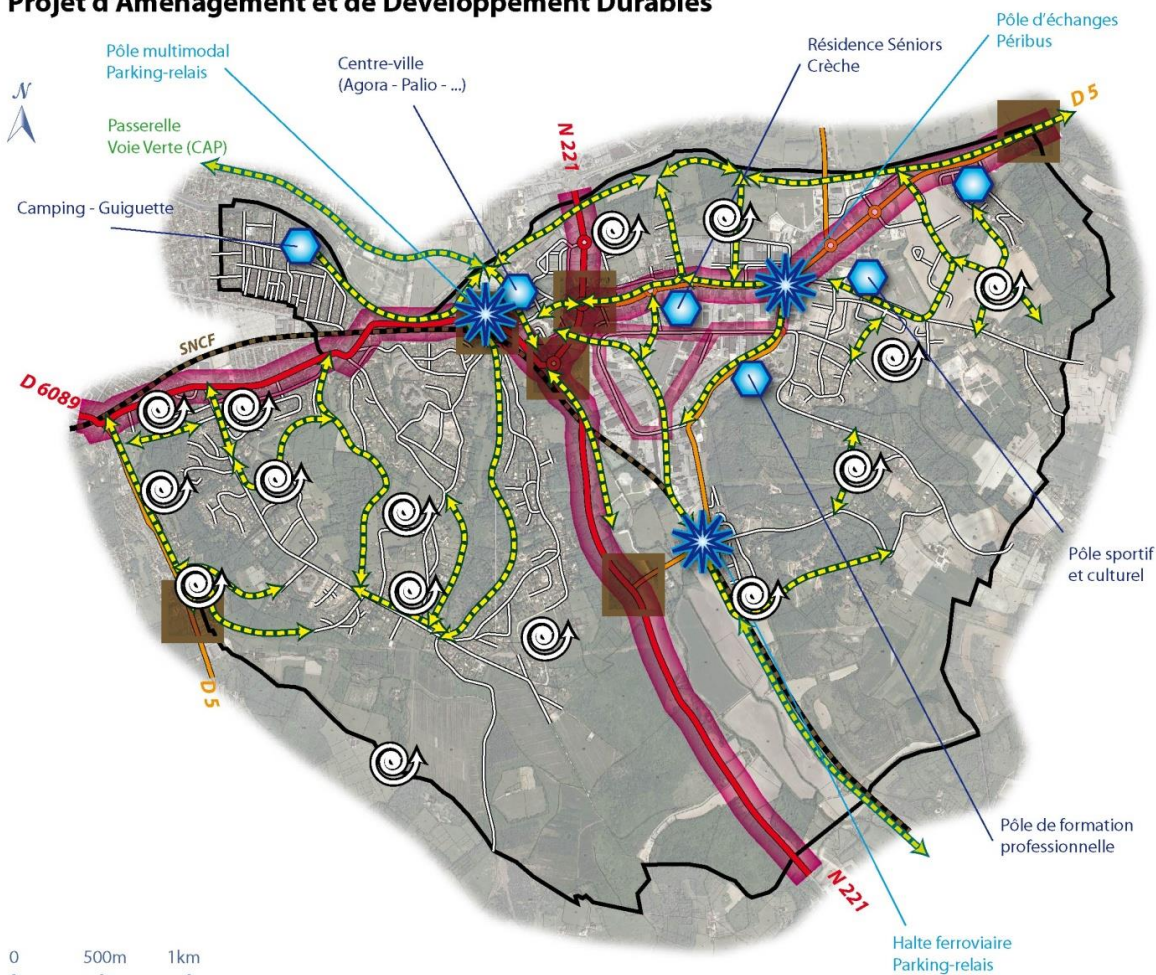 Projet d'Aménagement et de Développement Durables
Pôle d'échanges
Péribus
Pôle multimodal
Parking-relais
Centre-ville
(Agora - Palio - ...)
Résidence Séniors
Crèche
N
D 5
Passerelle
Voie Verte (CAP)
N 221
Camping - Guiguette
SNCF
D 6089
Pôle sportif
et culturel
D 5
Pôle de formation
professionnelle
N 221
Halte ferroviaire
Parking-relais
0 500m 1km